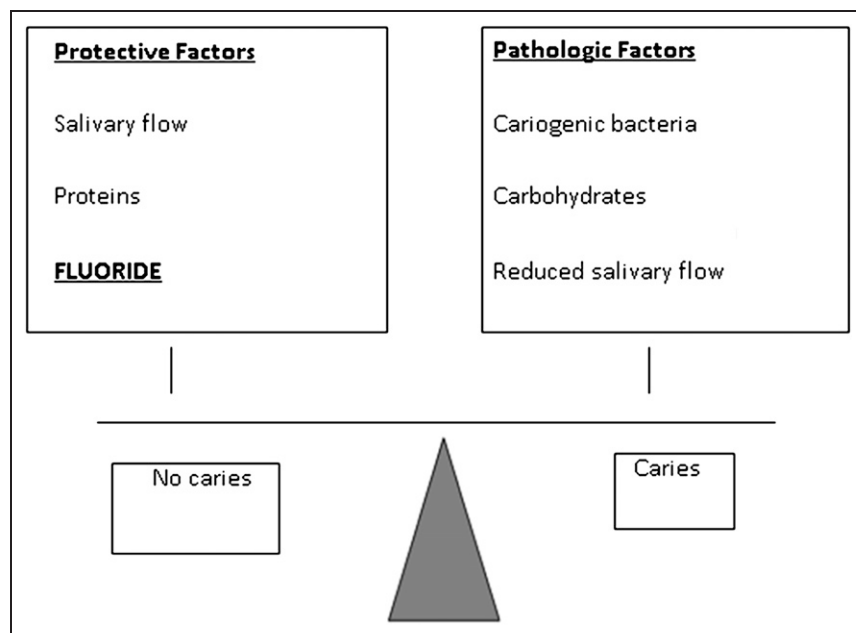 Protective Factors
Salivary flow
Proteins
FLUORIDE
Pathologic Factors
Cariogenic bacteria
Carbohydrates
Reduced salivary flow
No caries
Caries